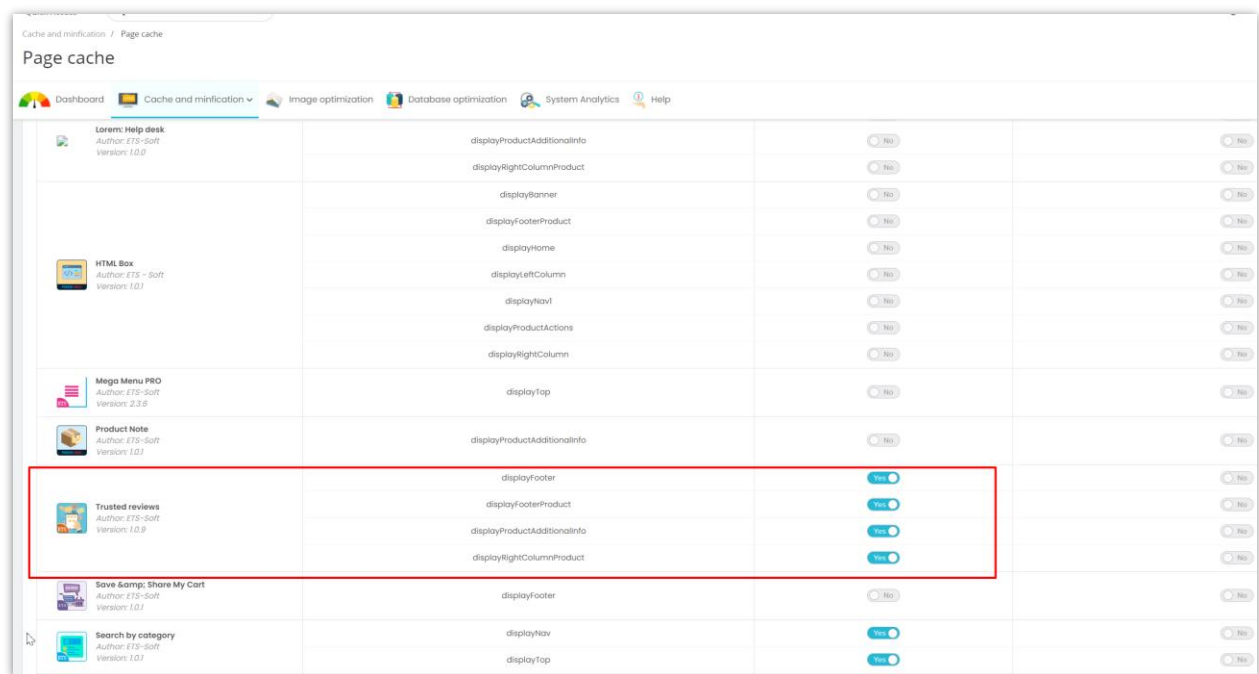 Cache and minfication / Page cache
Page cache
Dashboard Cache and minfication Image optimization Database optimization System Analytics Help
Lorem: Help desk
Author: ETS-Soft
Version: 1.0.0
displayProductAdditionalInfo No No
displayRightColumnProduct No No
HTML Box
Author: ETS - Soft
Version: 1.0.1
displayBanner No No
displayFooterProduct No No
displayHome No No
displayLeftColumn No No
displayNav1 No No
displayProductActions No No
displayRightColumn No No
Mega Menu PRO
Author: ETS-Soft
Version: 2.3.6
displayTop No No
Product Note
Author: ETS-Soft
Version: 1.0.1
displayProductAdditionalInfo No No
Trusted reviews
Author: ETS-Soft
Version: 1.0.9
displayFooter Yes No
displayFooterProduct Yes No
displayProductAdditionalInfo Yes No
displayRightColumnProduct Yes No
Save &amp; Share My Cart
Author: ETS-Soft
Version: 1.0.1
displayFooter No No
Search by category
Author: ETS-Soft
Version: 1.0.1
displayNav Yes No
displayTop Yes No